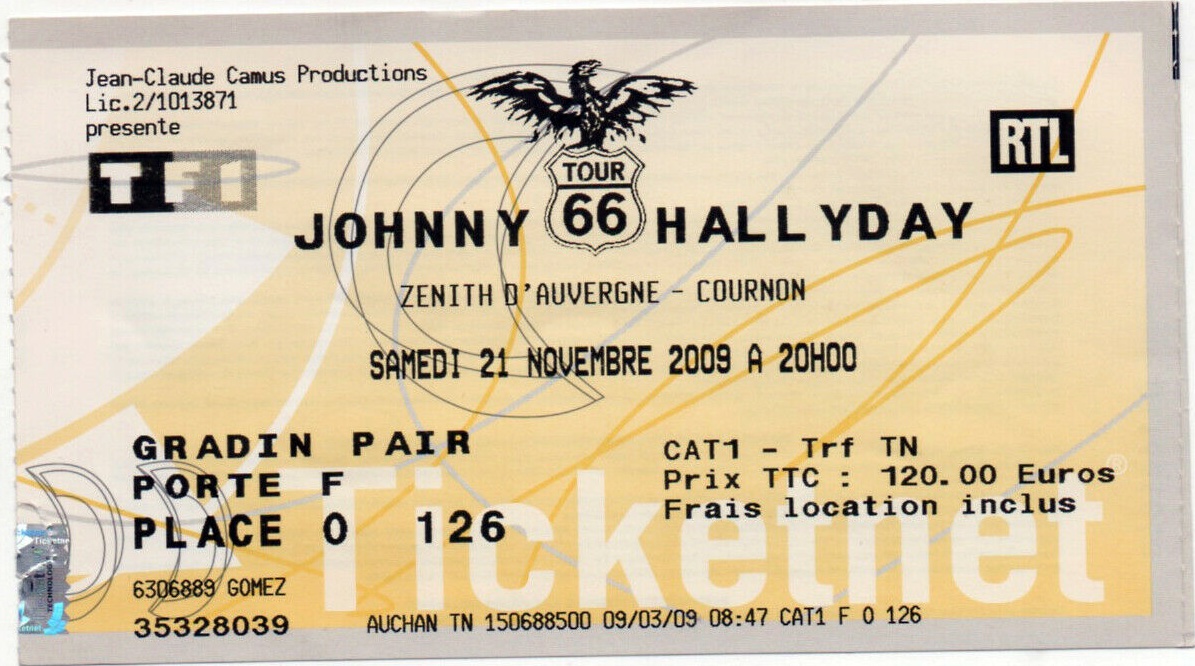 Jean-Claude Camus Productions
Lic.2/1013871
presente
TF1
RTL
TOUR
66
JOHNNY HALLYDAY
ZENITH D'AUVERGNE - COURNON
SAMEDI 21 NOVEMBRE 2009 A 20H00
GRADIN PAIR
PORTE F
PLACE O 126
CAT1 - Trf TN
Prix TTC : 120.00 Euros
Frais location inclus
Ticketnet®
6306889 GOMEZ
35328039
AUCHAN TN 150688500 09/03/09 08:47 CAT1 F O 126